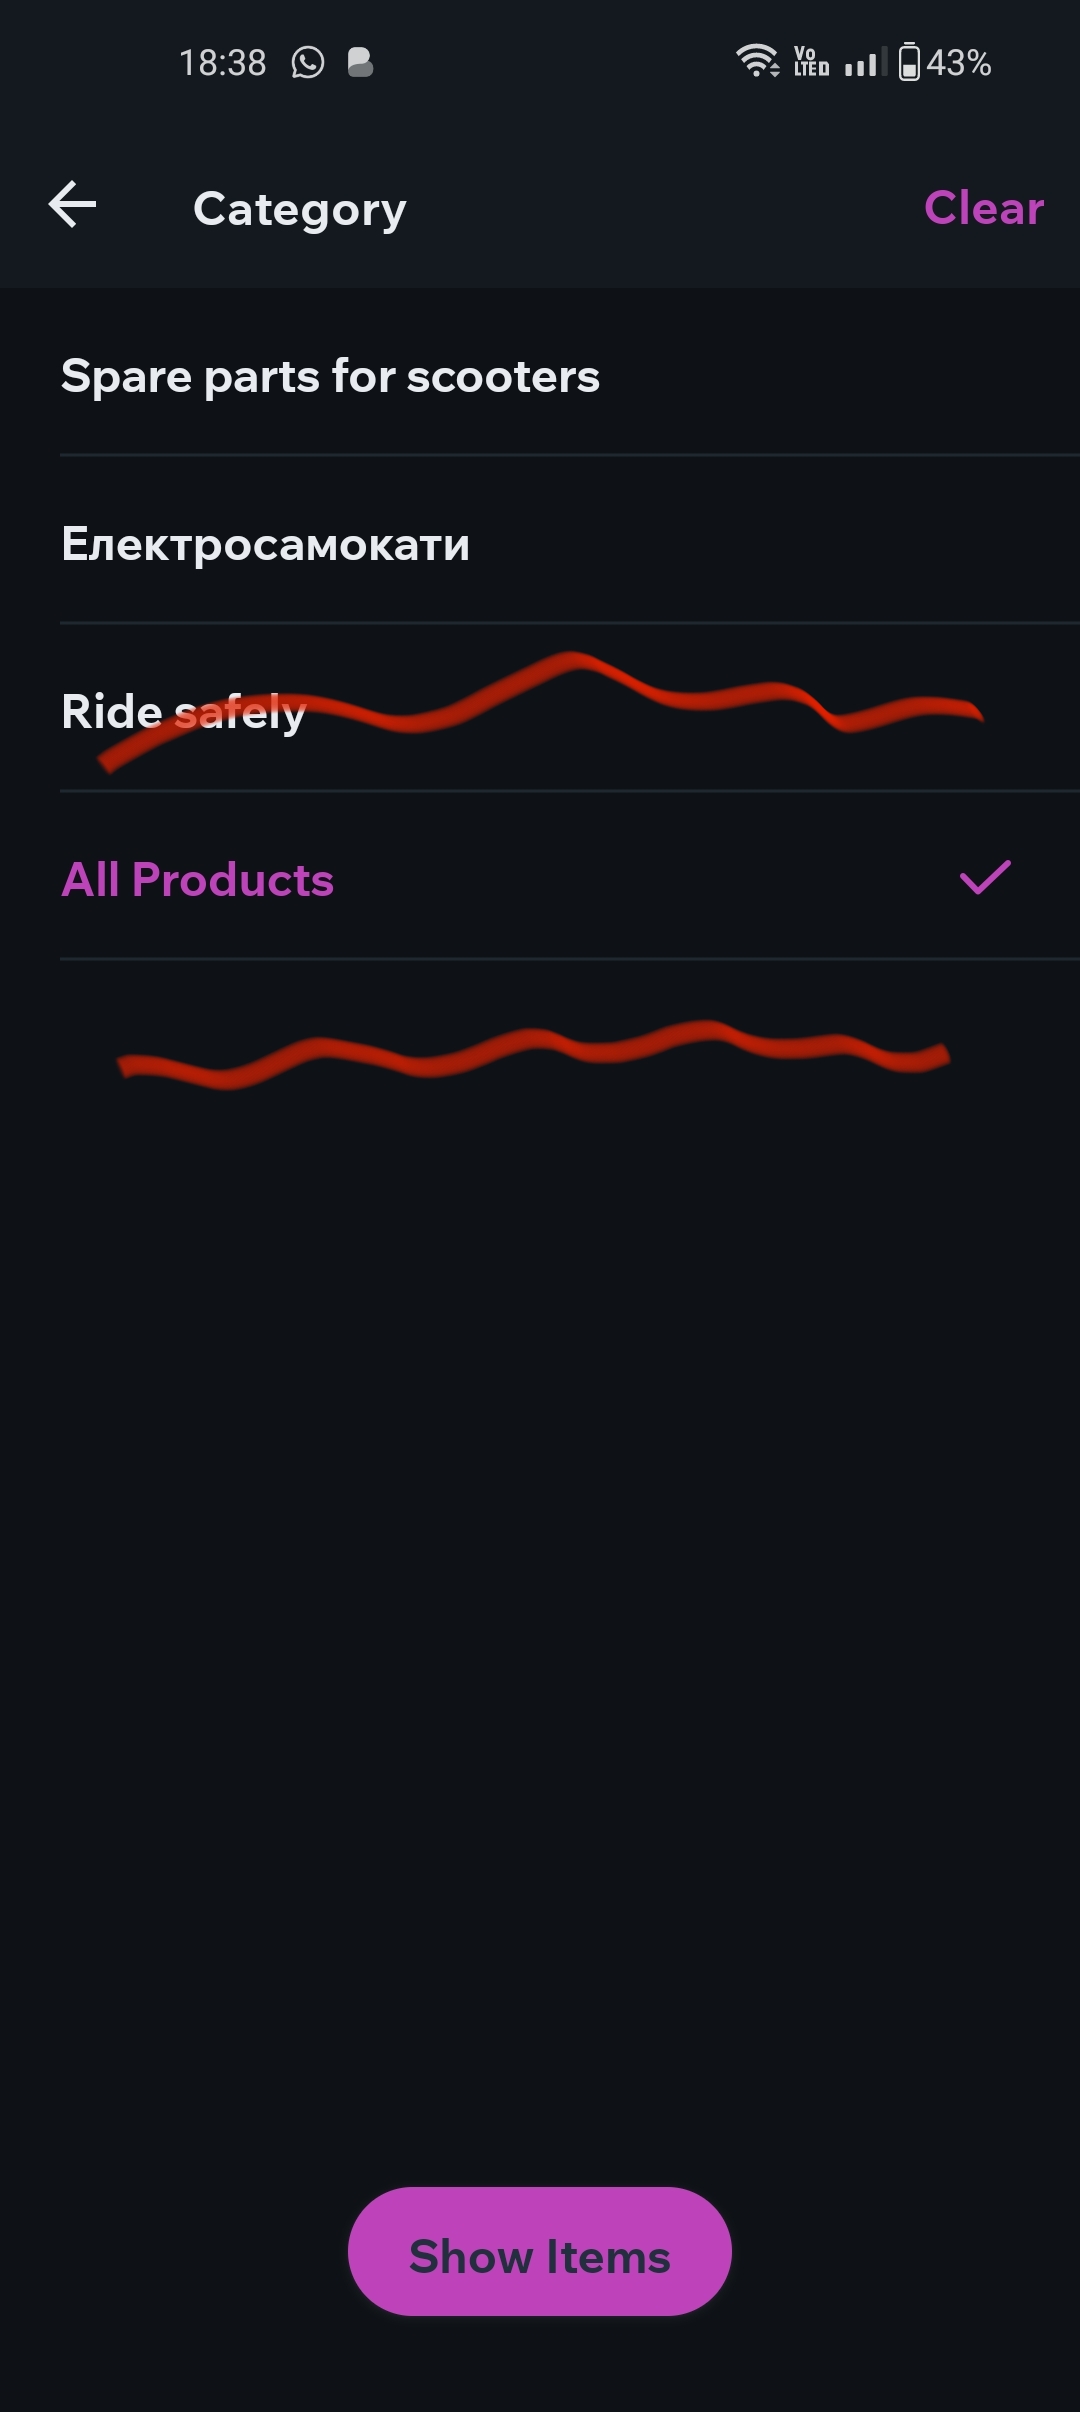 18:38 Vo LTE 43%
Category Clear
Spare parts for scooters
Електросамокати
Ride safely
All Products
Show Items